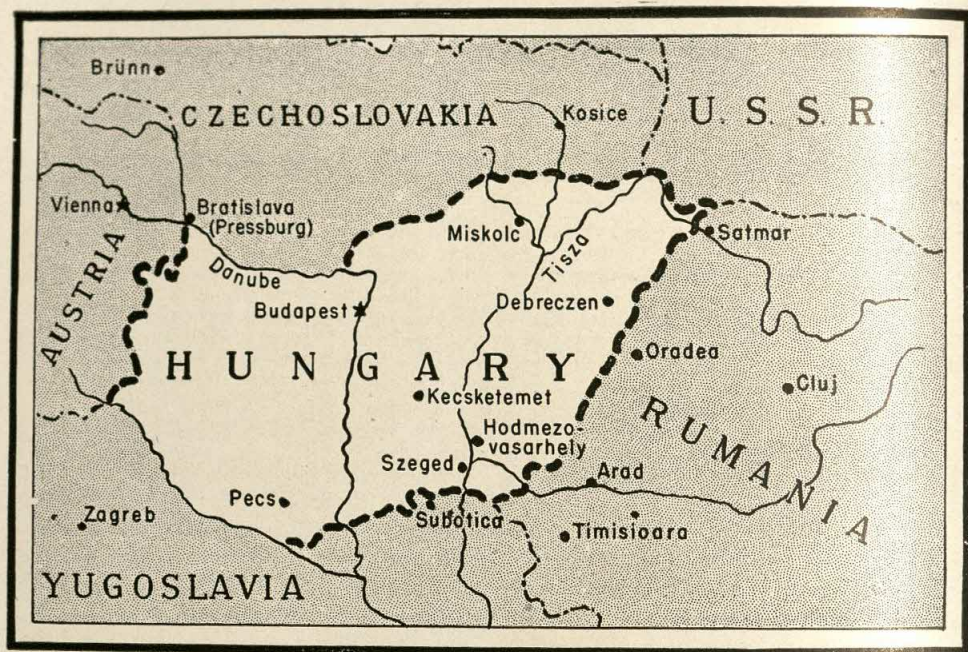 Brünn
CZECHOSLOVAKIA
Kosice
U. S. S. R.
Vienna
Bratislava
(Pressburg)
Miskolc
Satmar
Tisza
AUSTRIA
Danube
Budapest
Debreczen
HUNGARY
Oradea
Cluj
Kecsketemet
RUMANIA
Hodmezo-
vasarhely
Szeged
Arad
Pecs
Zagreb
Subotica
Timisioara
YUGOSLAVIA